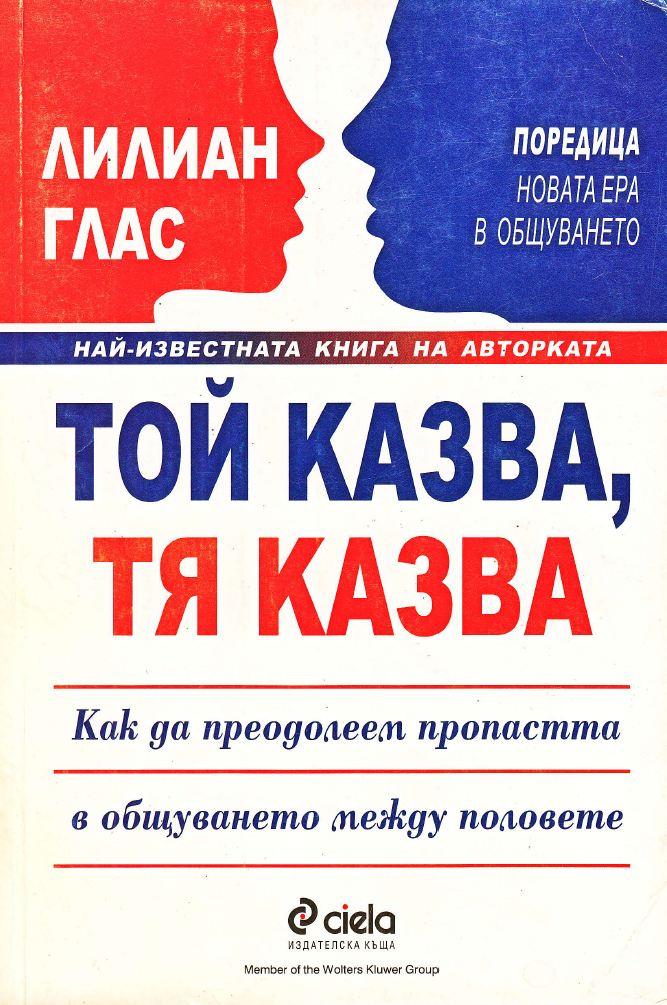 ЛИЛИАН
ГЛАС
ПОРЕДИЦА
НОВАТА ЕРА
В ОБЩУВАНЕТО
НАЙ-ИЗВЕСТНАТА КНИГА НА АВТОРКАТА
ТОЙ КАЗВА,
ТЯ КАЗВА
Как да преодолеем пропастта
в общуването между половете
ciela
ИЗДАТЕЛСКА КЪЩА
Member of the Wolters Kluwer Group